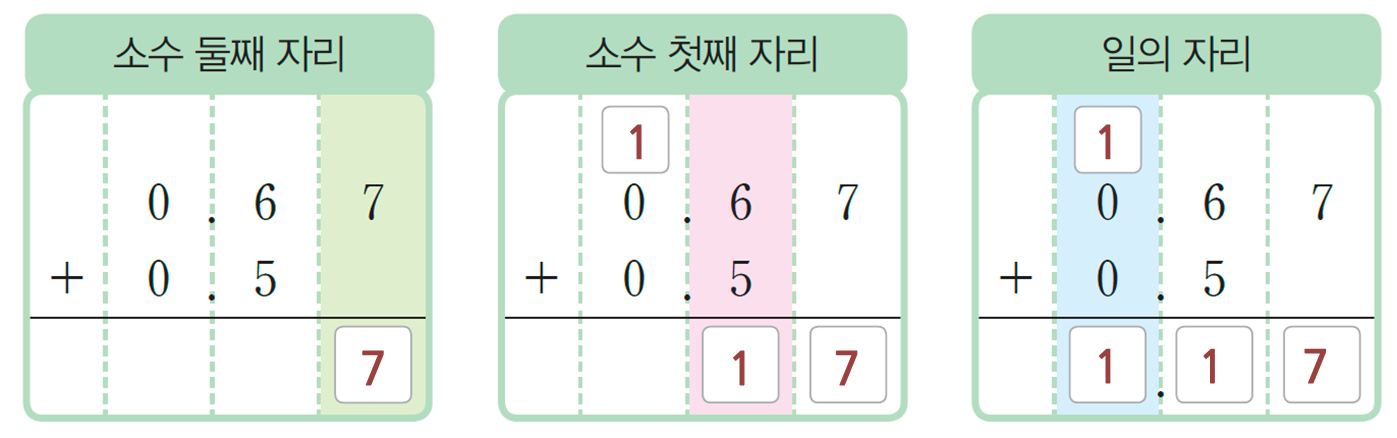 소수 둘째 자리
0 . 6 7
+ 0 . 5
7
소수 첫째 자리
1
0 . 6 7
+ 0 . 5
1 7
일의 자리
1
0 . 6 7
+ 0 . 5
1 . 1 7